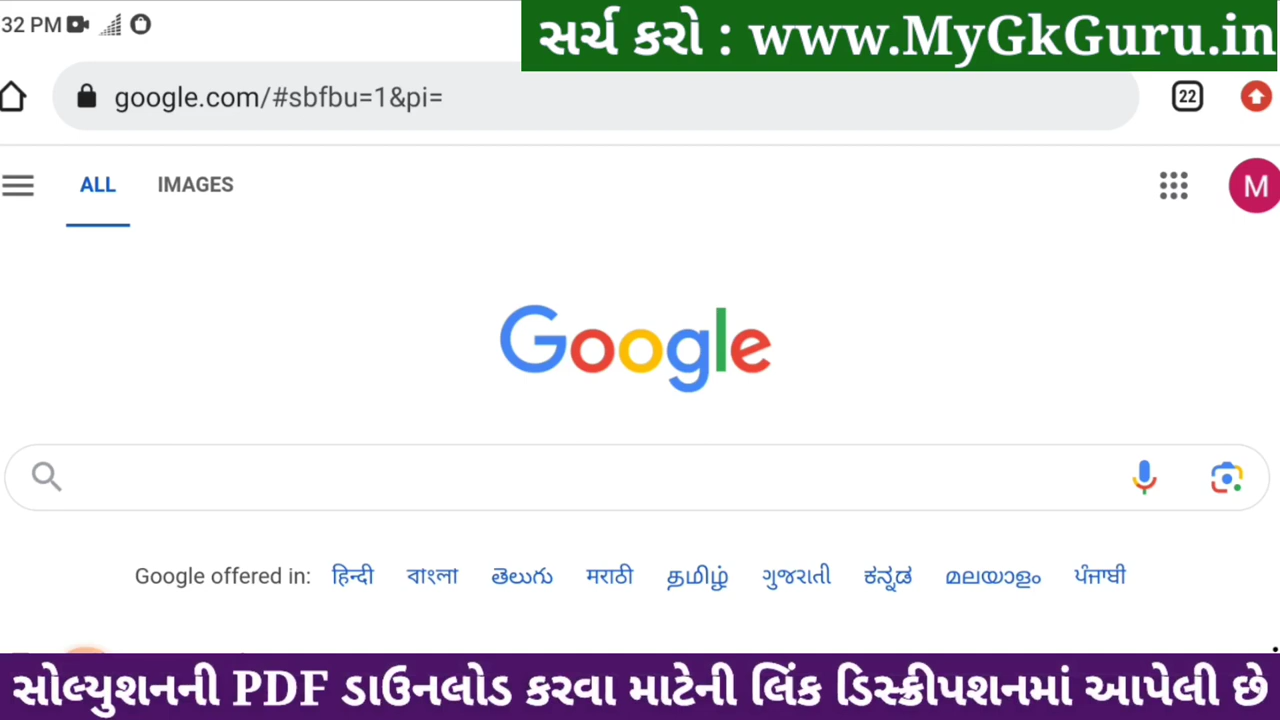 32 PM
સર્ચ કરો : www.MyGkGuru.in
google.com/#sbfbu=1&pi=
22
ALL IMAGES
M
Google
Google offered in: हिन्दी বাংলা తెలుగు मराठी தமிழ் ગુજરાતી ಕನ್ನಡ മലയാളം ਪੰਜਾਬੀ
સોલ્યુશનની PDF ડાઉનલોડ કરવા માટેની લિંક ડિસ્ક્રીપશનમાં આપેલી છે